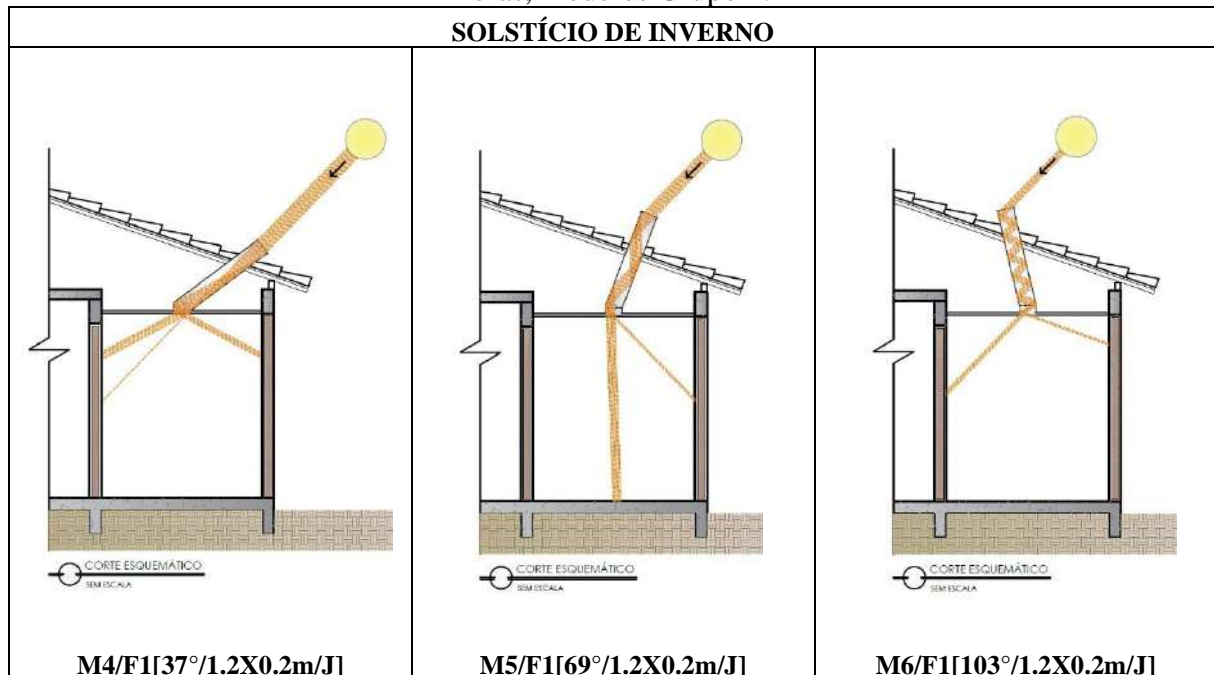 SOLSTÍCIO DE INVERNO
CORTE ESQUEMÁTICO
SEM ESCALA
CORTE ESQUEMÁTICO
SEM ESCALA
CORTE ESQUEMÁTICO
SEM ESCALA
M4/F1[37°/1.2X0.2m/J]
M5/F1[69°/1.2X0.2m/J]
M6/F1[103°/1.2X0.2m/J]